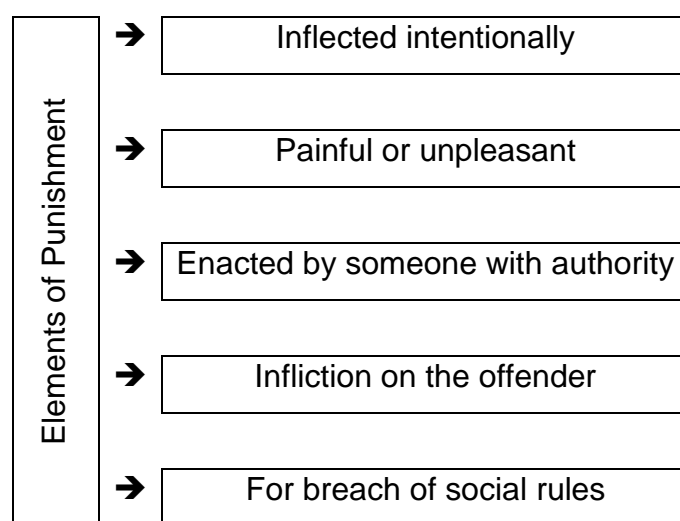 Elements of Punishment
➔ Inflected intentionally
➔ Painful or unpleasant
➔ Enacted by someone with authority
➔ Infliction on the offender
➔ For breach of social rules